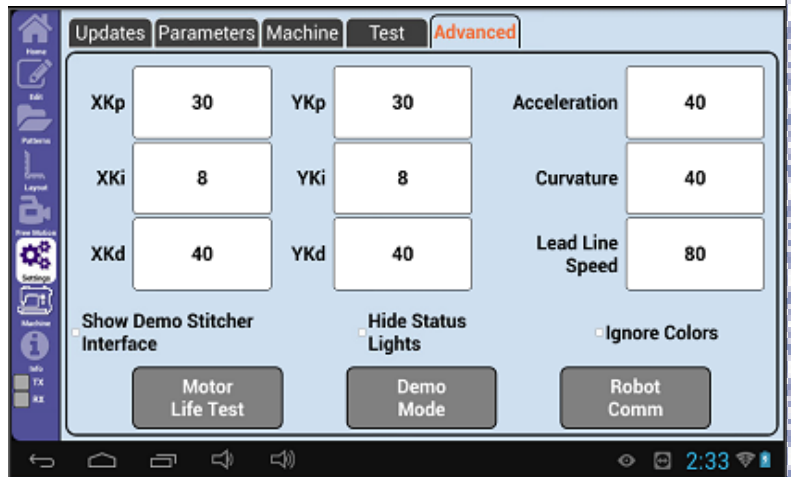 Updates Parameters Machine Test Advanced
Home
Edit
Patterns
Layout
Free Motion
Settings
Machine
Info
TX
RX
XKp 30 YKp 30 Acceleration 40
XKi 8 YKi 8 Curvature 40
XKd 40 YKd 40 Lead Line
Speed 80
Show Demo Stitcher
Interface
Hide Status
Lights
Ignore Colors
Motor
Life Test
Demo
Mode
Robot
Comm
2:33